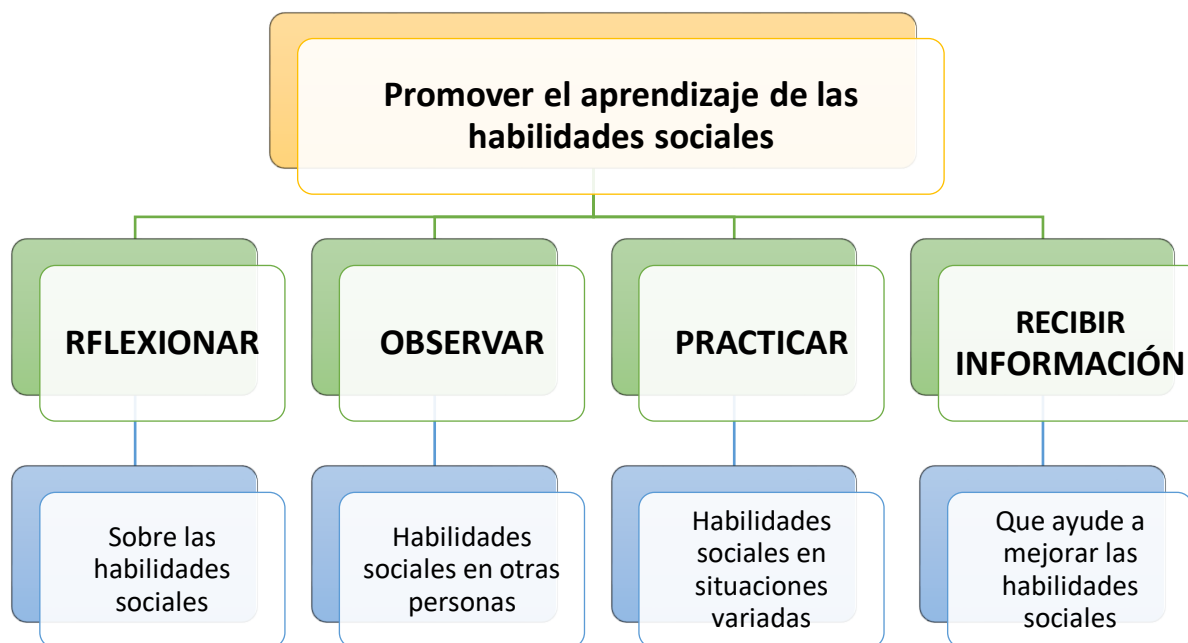 Promover el aprendizaje de las
habilidades sociales
RFLEXIONAR
OBSERVAR
PRACTICAR
RECIBIR
INFORMACIÓN
Sobre las
habilidades
sociales
Habilidades
sociales en otras
personas
Habilidades
sociales en
situaciones
variadas
Que ayude a
mejorar las
habilidades
sociales